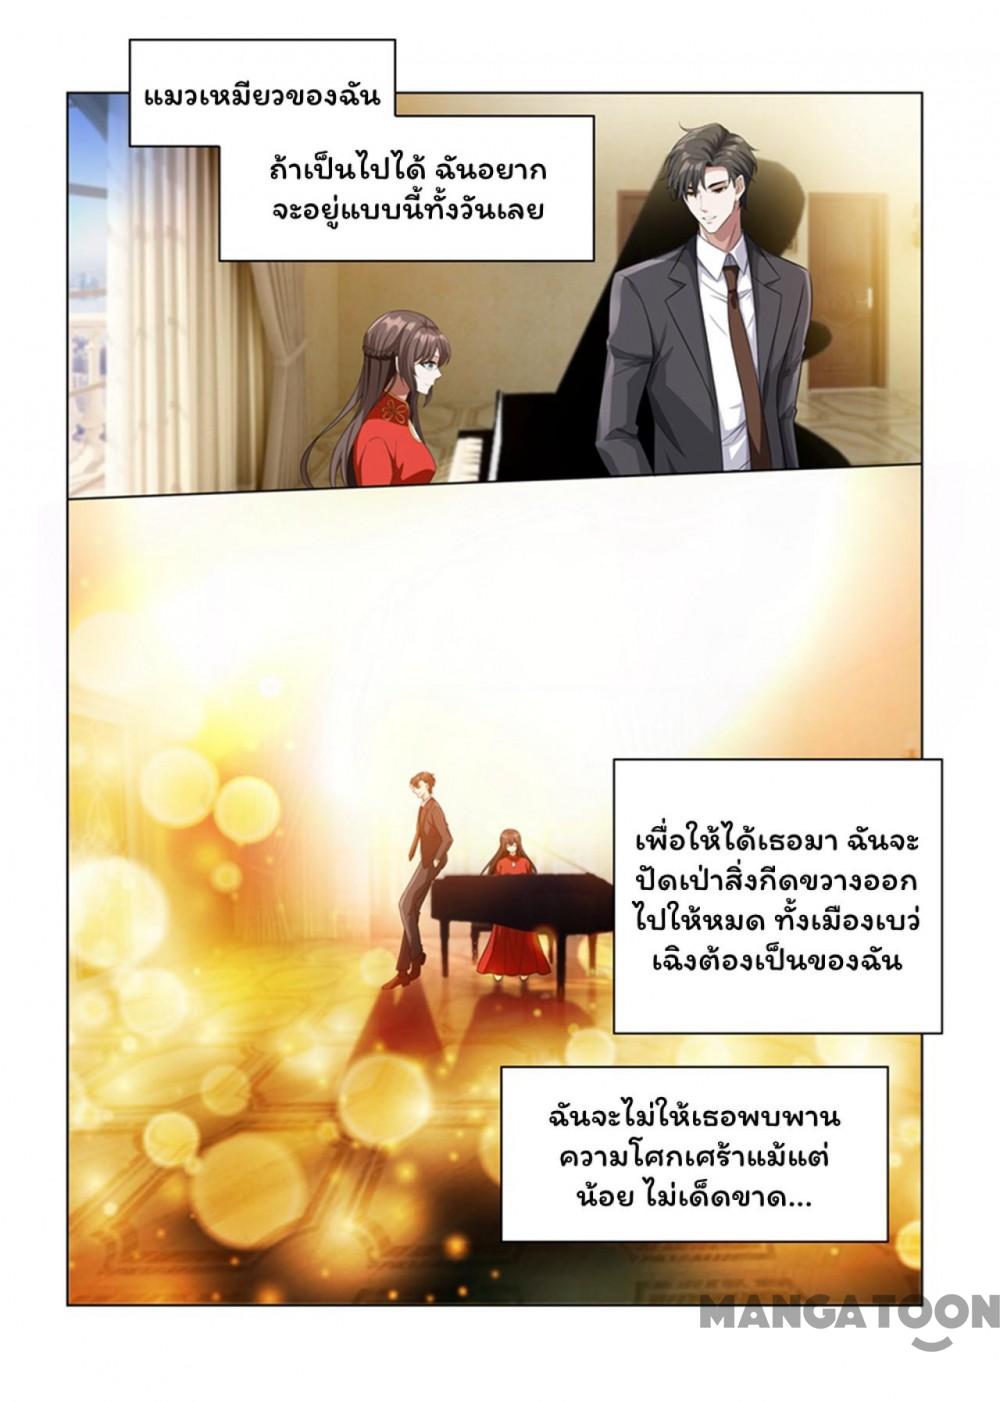 แมวเหมียวของฉัน
ถ้าเป็นไปได้ ฉันอยาก
จะอยู่แบบนี้ทั้งวันเลย
เพื่อให้ได้เธอมา ฉันจะ
ปัดเป่าสิ่งกีดขวางออก
ไปให้หมด ทั้งเมืองเบว่
เฉิงต้องเป็นของฉัน
ฉันจะไม่ให้เธอพบพาน
ความโศกเศร้าแม้แต่
น้อย ไม่เด็ดขาด...
MANGATOON